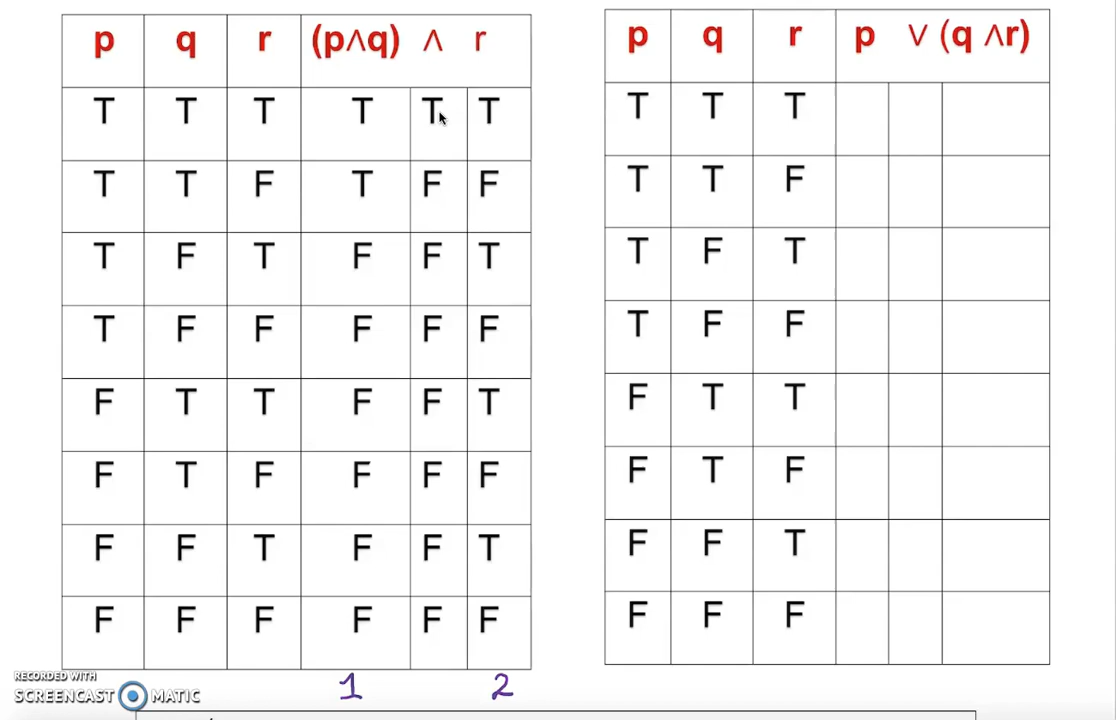 p q r (p∧q) ∧ r
T T T T T T
T T F T F F
T F T F F T
T F F F F F
F T T F F T
F T F F F F
F F T F F T
F F F F F F
1 2
p q r p ∨ (q ∧r)
T T T
T T F
T F T
T F F
F T T
F T F
F F T
F F F
RECORDED WITH
SCREENCAST MATIC